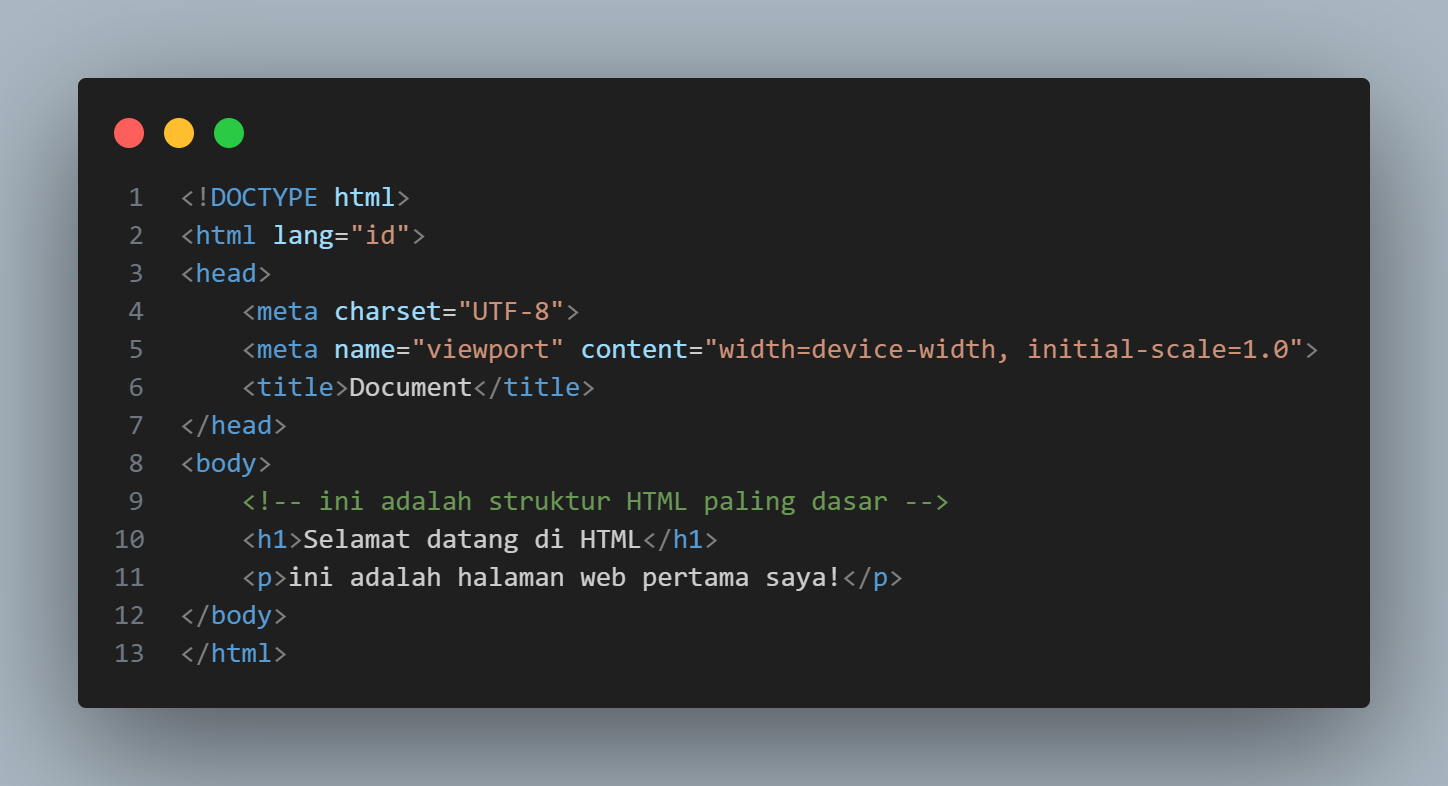 1 <!DOCTYPE html>
2 <html lang="id">
3 <head>
4     <meta charset="UTF-8">
5     <meta name="viewport" content="width=device-width, initial-scale=1.0">
6     <title>Document</title>
7 </head>
8 <body>
9     <!-- ini adalah struktur HTML paling dasar -->
10     <h1>Selamat datang di HTML</h1>
11     <p>ini adalah halaman web pertama saya!</p>
12 </body>
13 </html>